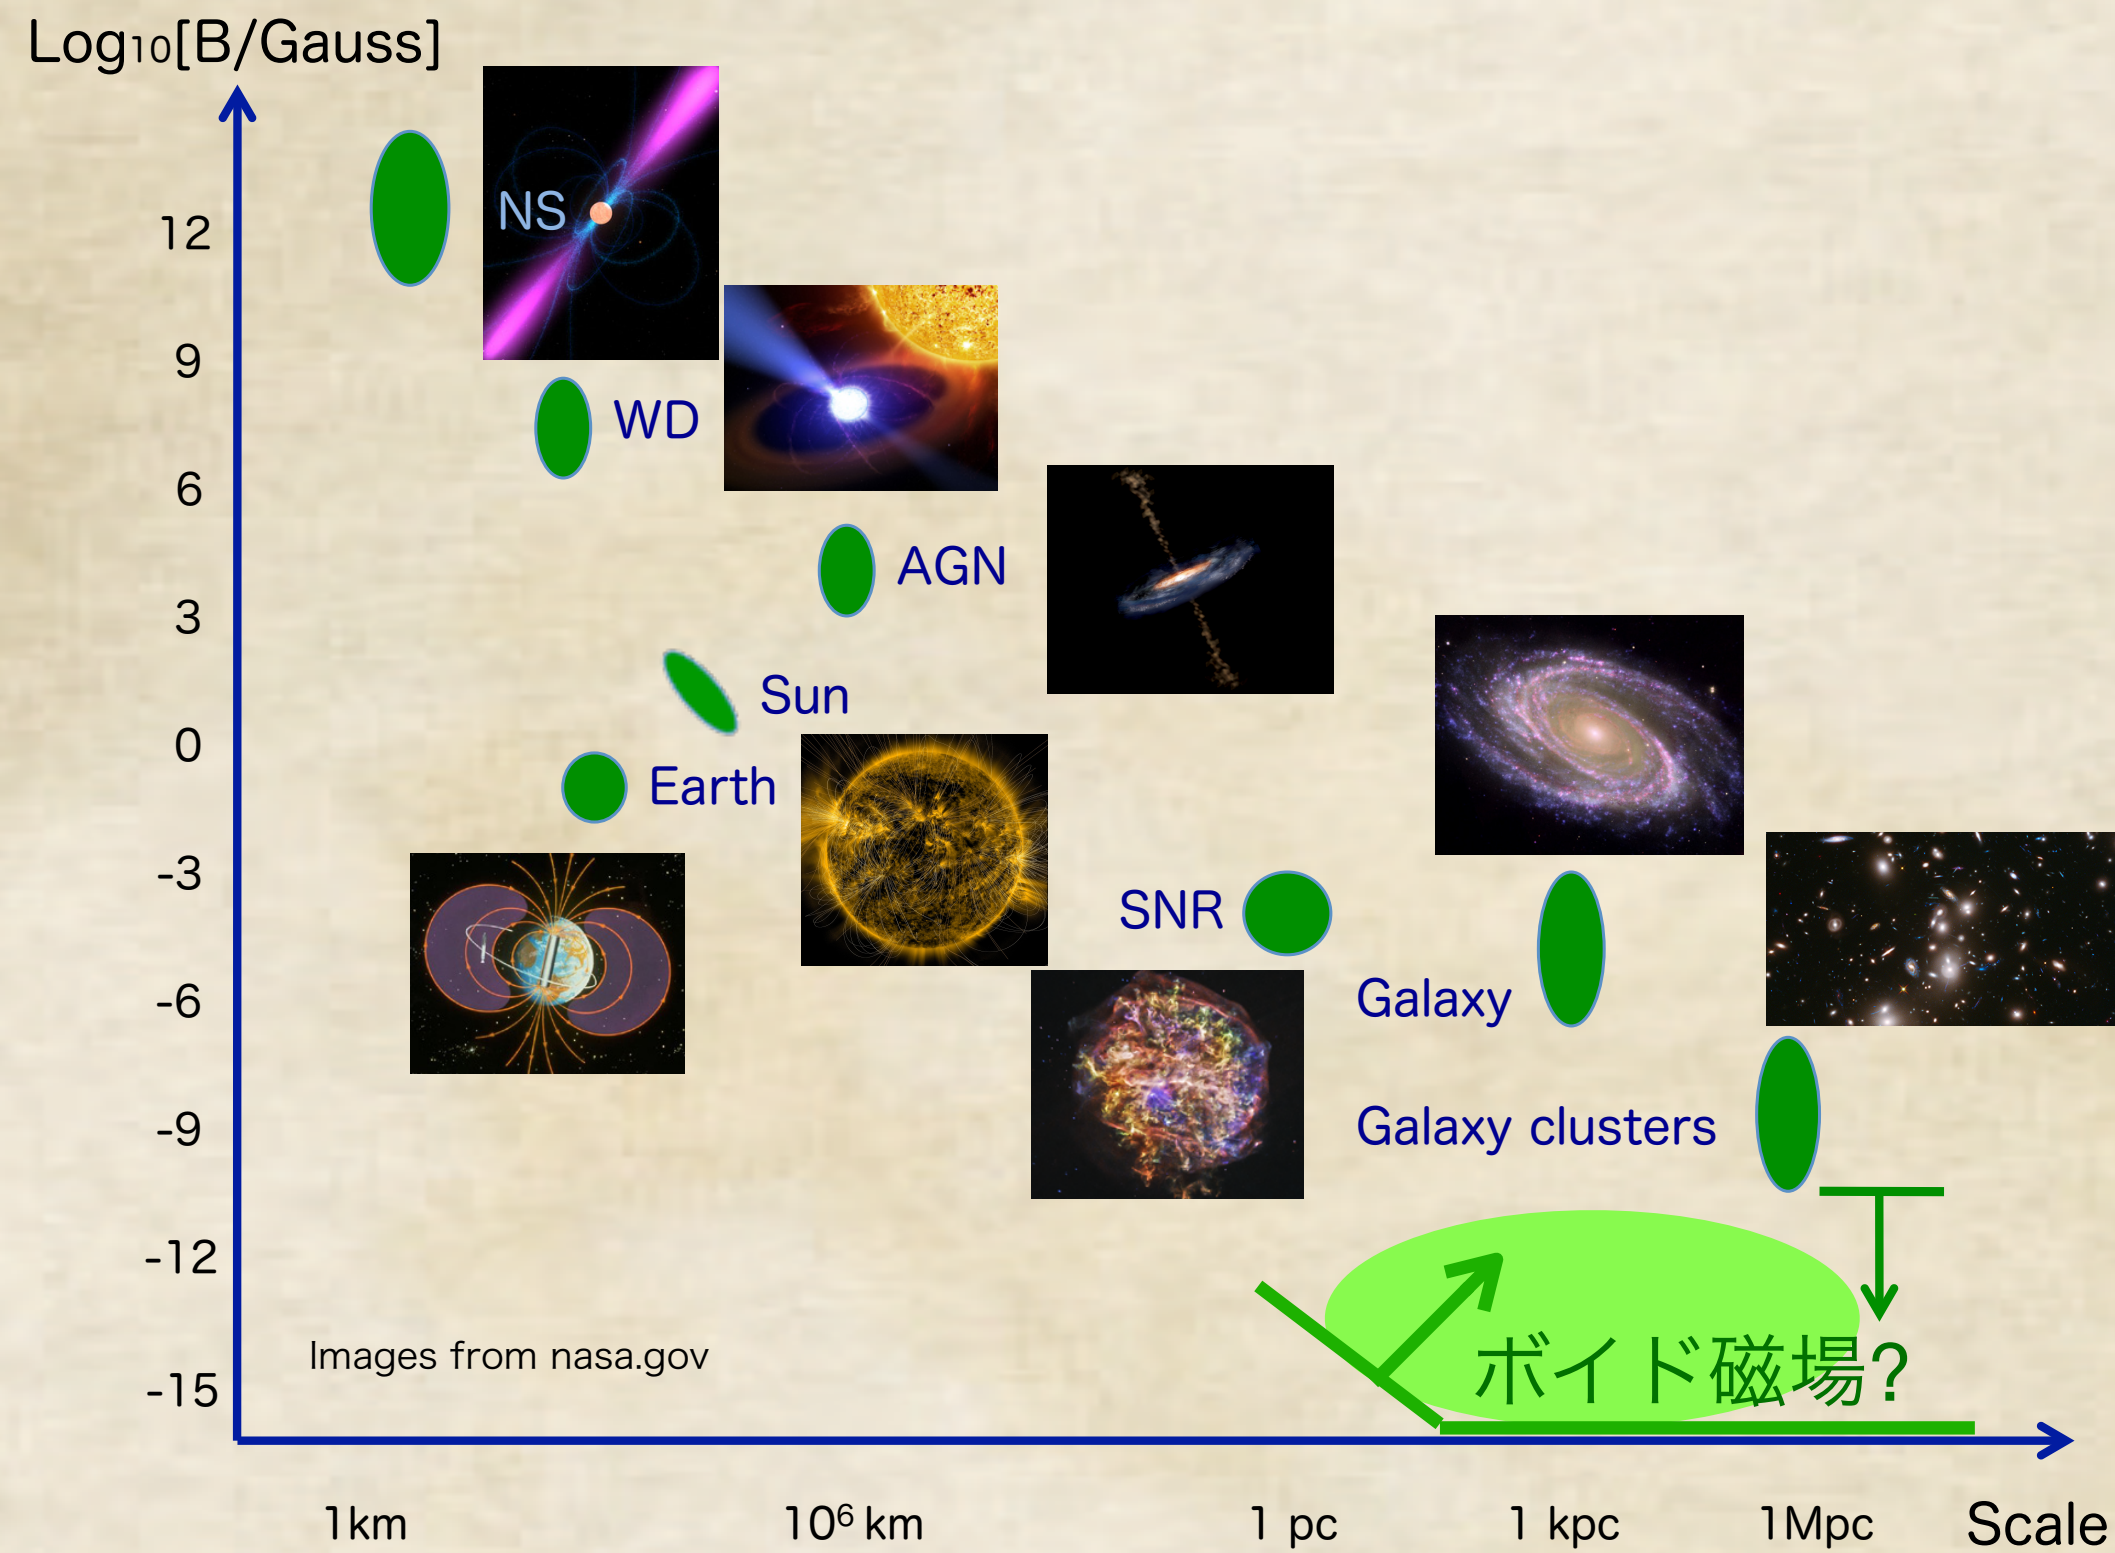 Log₁₀[B/Gauss]
12
9
6
3
0
-3
-6
-9
-12
-15
NS
WD
AGN
Sun
Earth
SNR
Galaxy
Galaxy clusters
ボイド磁場?
Images from nasa.gov
1km
10⁶ km
1 pc
1 kpc
1Mpc
Scale